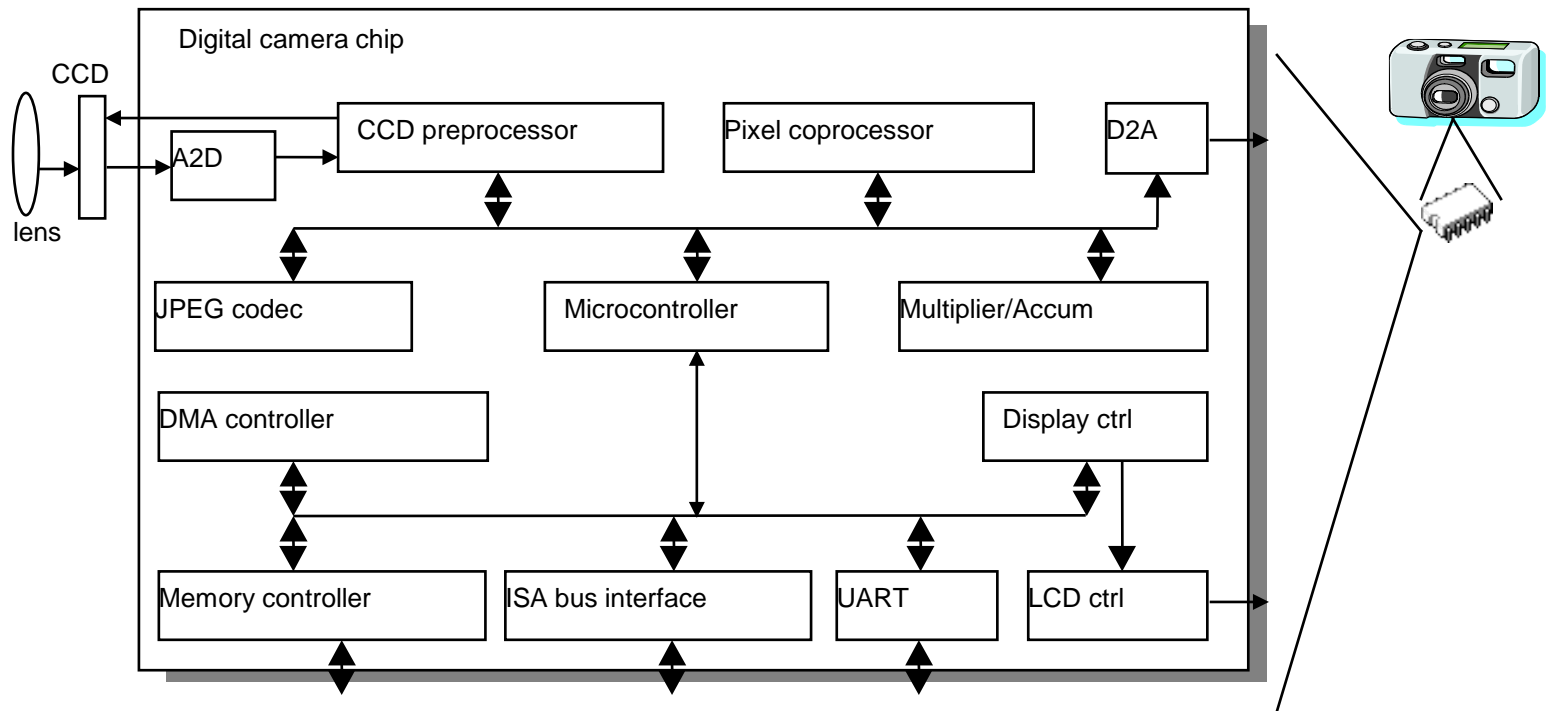 Digital camera chip
CCD
CCD preprocessor
Pixel coprocessor
D2A
A2D
lens
JPEG codec
Microcontroller
Multiplier/Accum
DMA controller
Display ctrl
Memory controller
ISA bus interface
UART
LCD ctrl